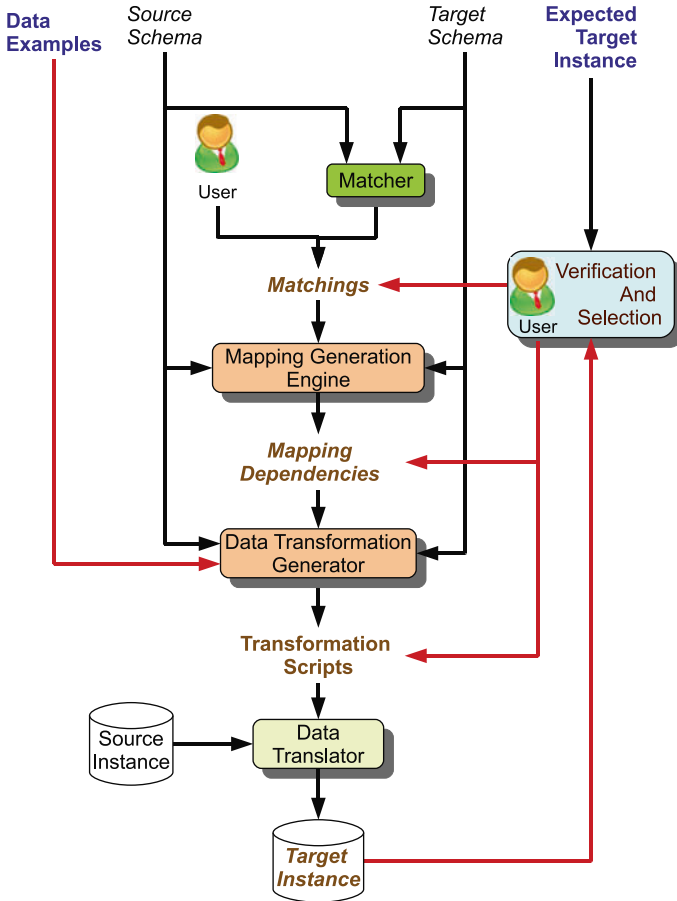 Data
Examples
Source
Schema
Target
Schema
Expected
Target
Instance
User
Matcher
Matchings
Verification
And
Selection
User
Mapping Generation
Engine
Mapping
Dependencies
Data Transformation
Generator
Transformation
Scripts
Source
Instance
Data
Translator
Target
Instance